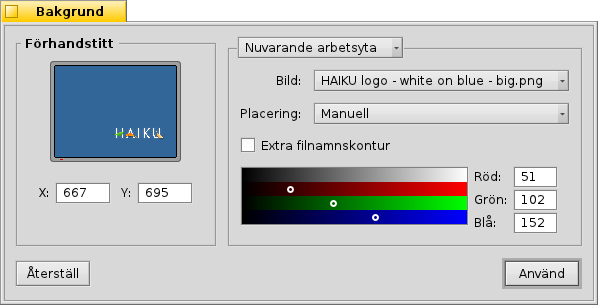 Bakgrund
Förhandstitt
HAIKU
X: 667 Y: 695
Nuvarande arbetsyta
Bild: HAIKU logo - white on blue - big.png
Placering: Manuell
Extra filnamnskontur
Röd: 51
Grön: 102
Blå: 152
Återställ
Använd